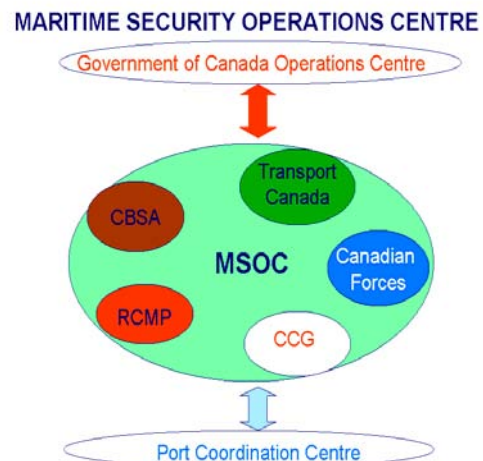 MARITIME SECURITY OPERATIONS CENTRE
Government of Canada Operations Centre
Transport
Canada
CBSA
MSOC
Canadian
Forces
RCMP
CCG
Port Coordination Centre